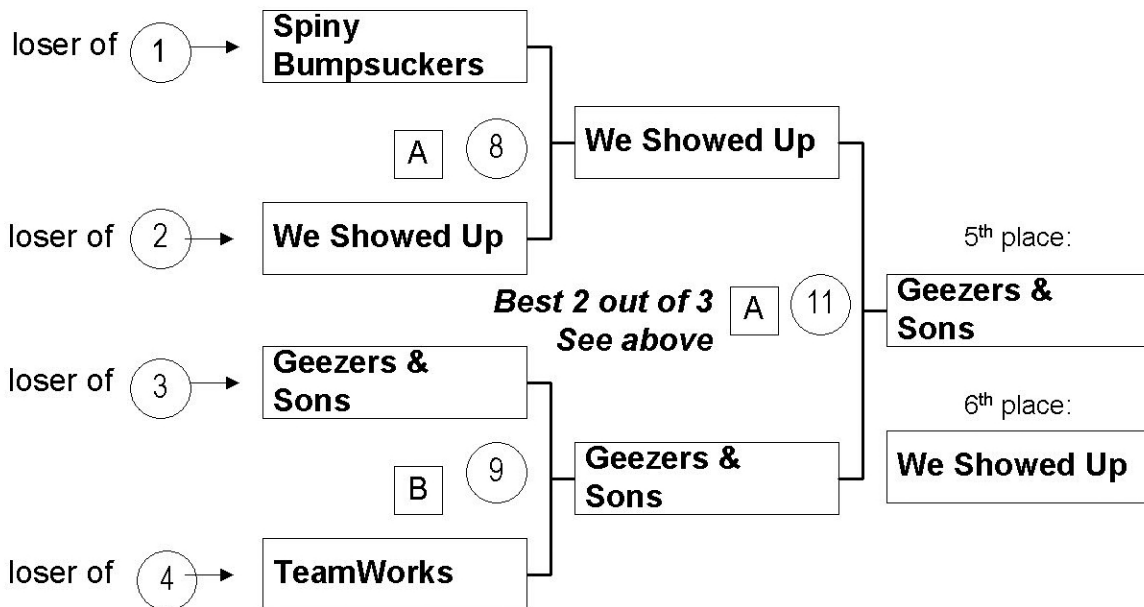 loser of 1 Spiny
Bumpsuckers
A 8 We Showed Up
loser of 2 We Showed Up
5th place:
Best 2 out of 3 A 11 Geezers &
See above Sons
loser of 3 Geezers &
Sons
6th place:
B 9 Geezers & We Showed Up
Sons
loser of 4 TeamWorks